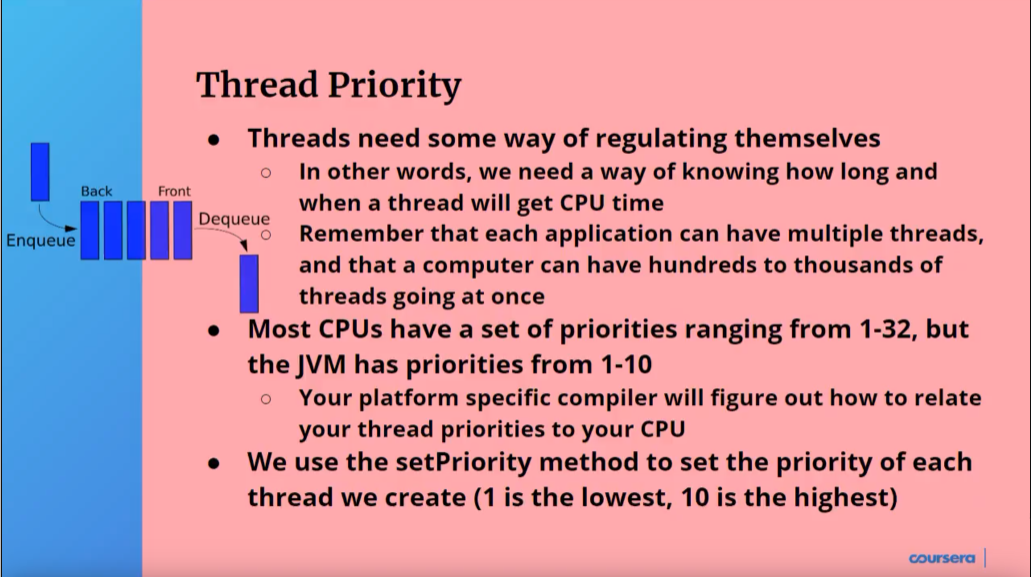 Thread Priority
● Threads need some way of regulating themselves
○ In other words, we need a way of knowing how long and
when a thread will get CPU time
○ Remember that each application can have multiple threads,
and that a computer can have hundreds to thousands of
threads going at once
● Most CPUs have a set of priorities ranging from 1-32, but
the JVM has priorities from 1-10
○ Your platform specific compiler will figure out how to relate
your thread priorities to your CPU
● We use the setPriority method to set the priority of each
thread we create (1 is the lowest, 10 is the highest)
Back Front
Dequeue
Enqueue
coursera